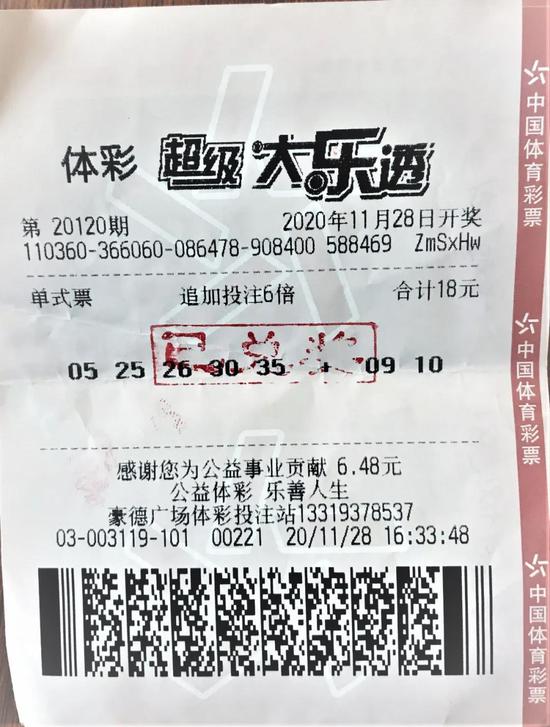 体彩 超级大乐透
第 20120期 2020年11月28日开奖
110360-366060-086478-908400 588469 ZmSxHw
单式票 追加投注6倍 合计18元
已兑奖
05 25 26 30 35 + 09 10
感谢您为公益事业贡献 6.48元
公益体彩 乐善人生
豪德广场体彩投注站13319378537
03-003119-101 00221 20/11/28 16:33:48
中国体育彩票
中国体育彩票
中国体育彩票